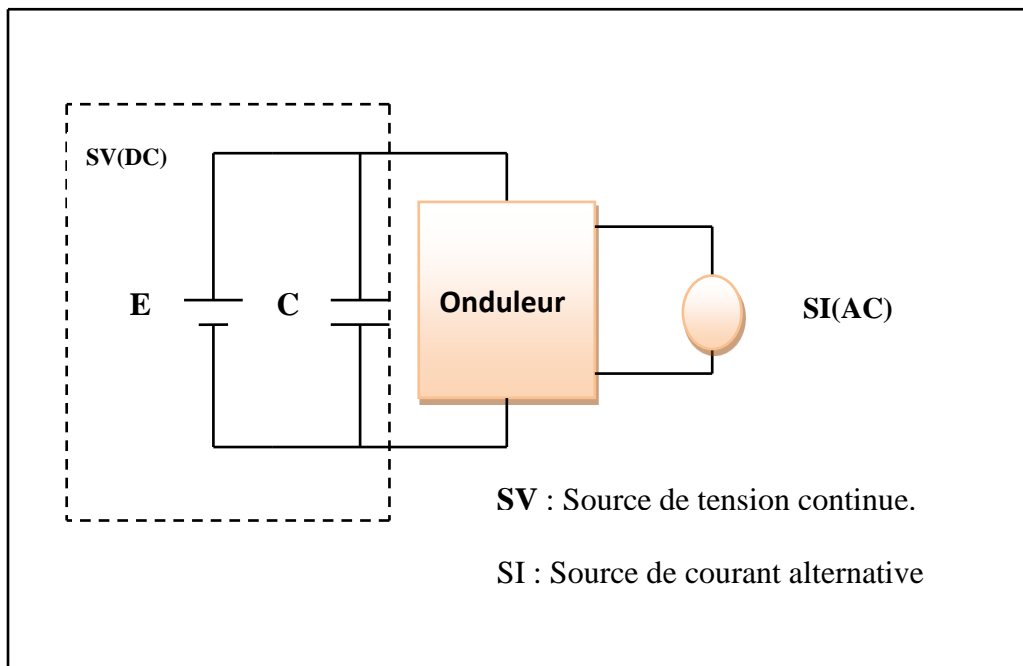 SV(DC)
E
C
Onduleur
SI(AC)
SV : Source de tension continue.
SI : Source de courant alternative